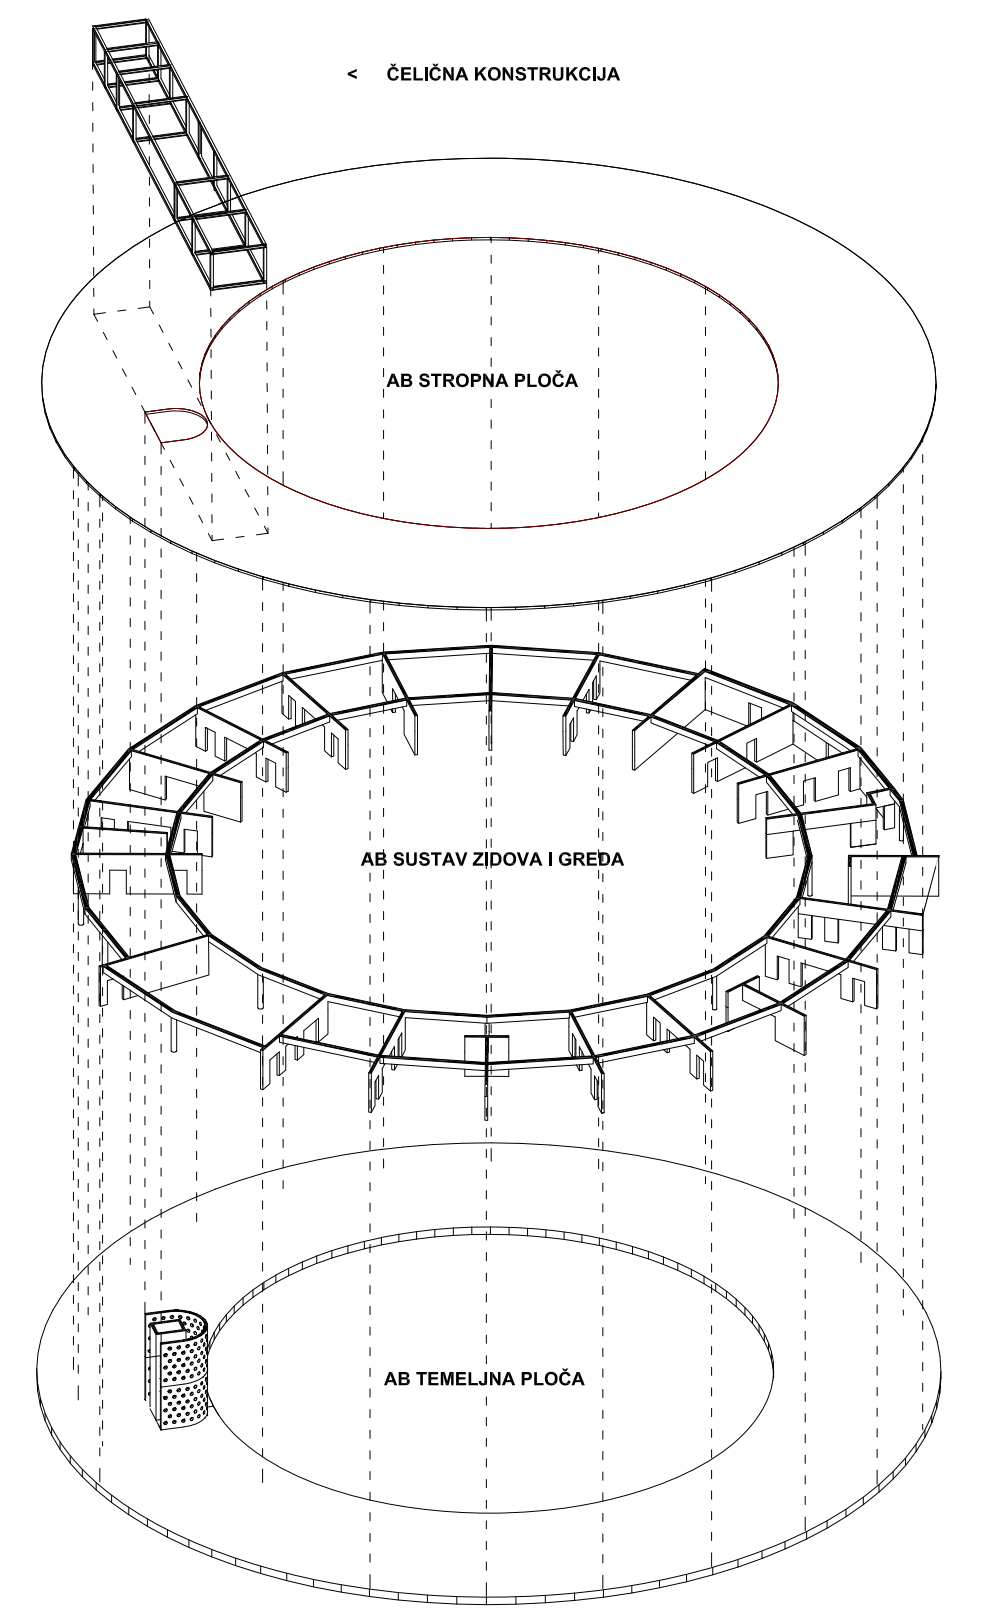 < ČELIČNA KONSTRUKCIJA
AB STROPNA PLOČA
AB SUSTAV ZIDOVA I GREDA
AB TEMELJNA PLOČA